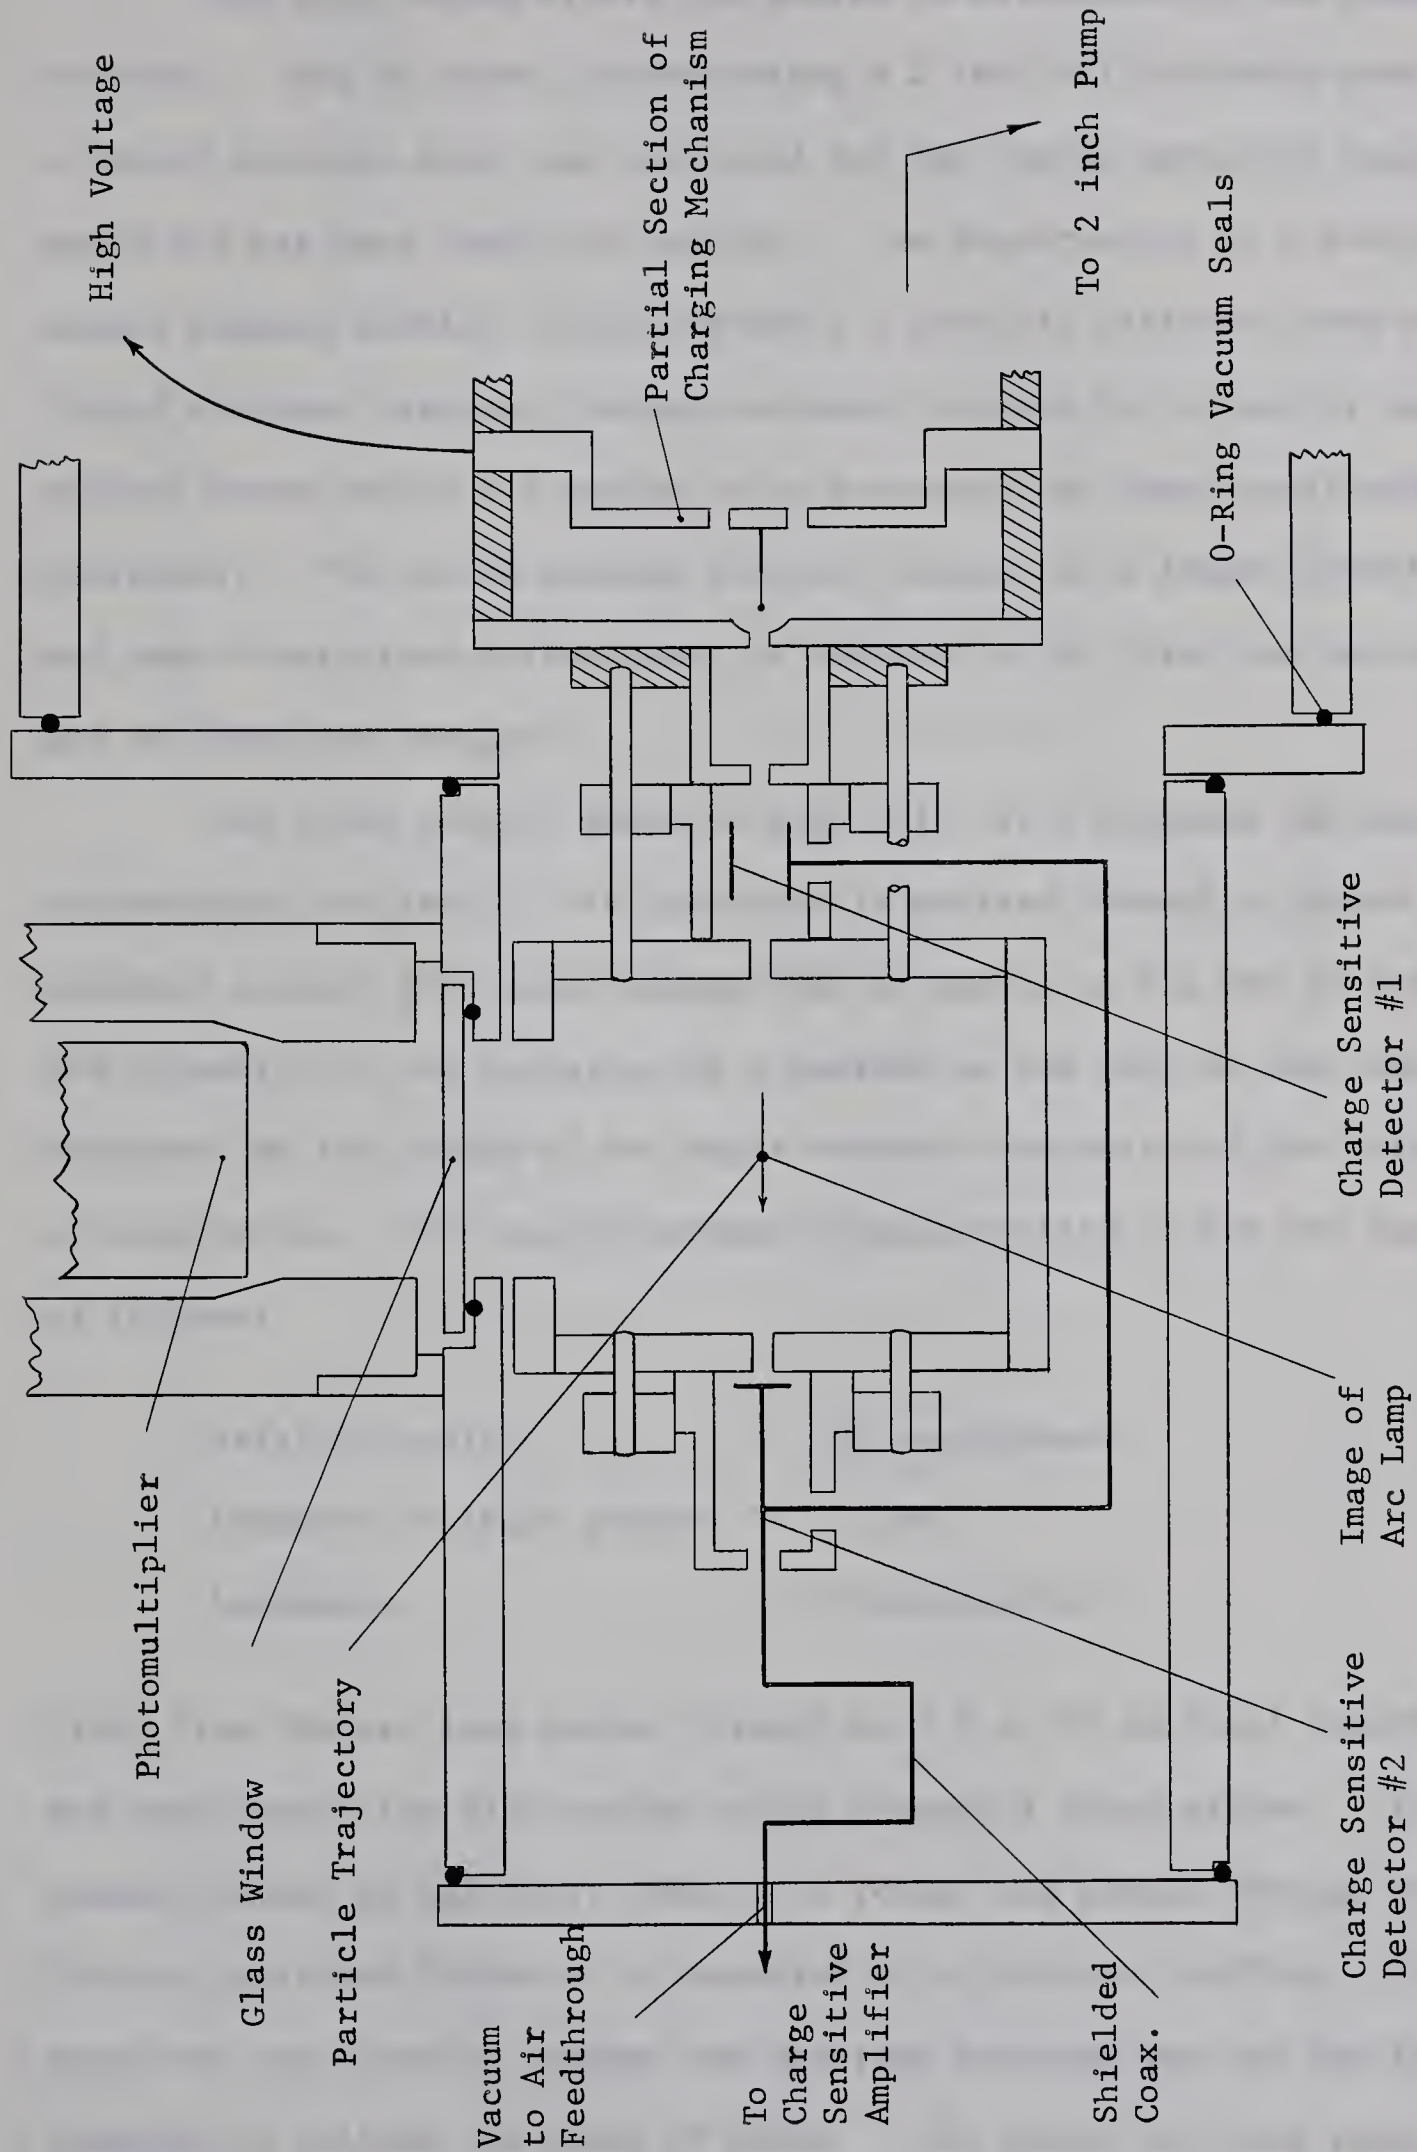 High Voltage
Partial Section of
Charging Mechanism
To 2 inch Pump
O-Ring Vacuum Seals
Photomultiplier
Glass Window
Particle Trajectory
Vacuum
to Air
Feedthrough
To
Charge
Sensitive
Amplifier
Shielded
Coax.
Charge Sensitive
Detector #2
Image of
Arc Lamp
Charge Sensitive
Detector #1